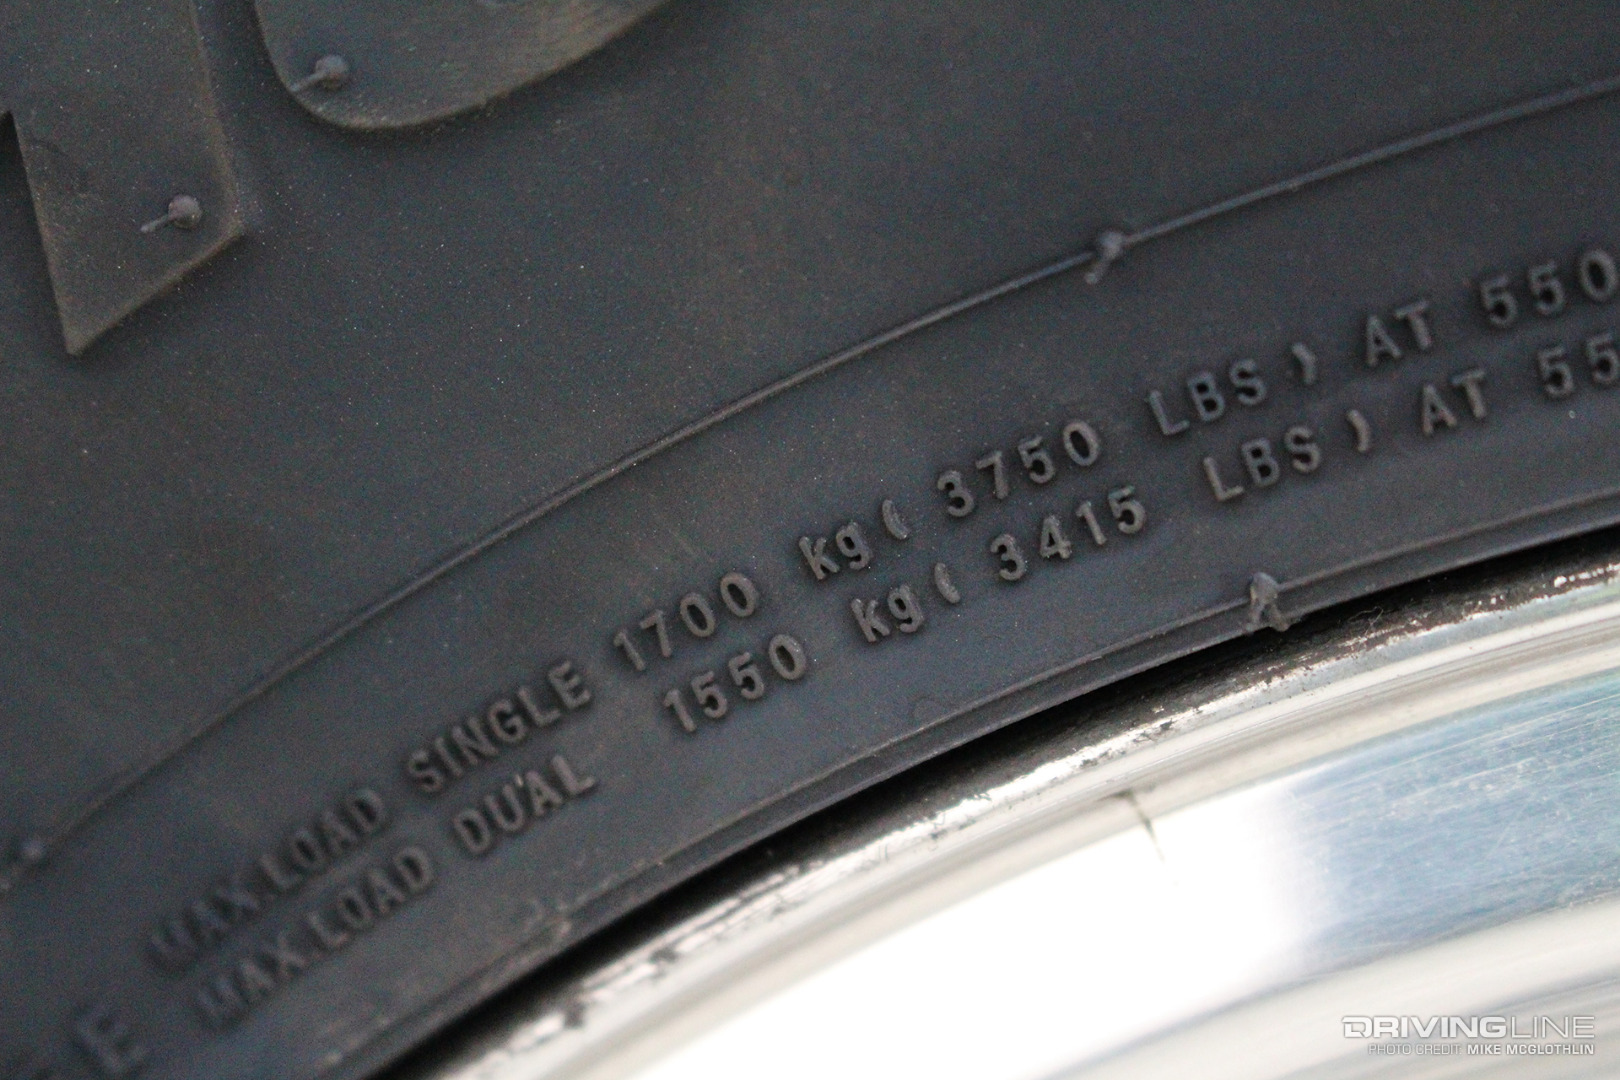 MAX.LOAD SINGLE 1700 kg( 3750 LBS) AT 550
MAX.LOAD DUAL 1550 kg( 3415 LBS) AT 55
E
DRIVINGLINE
PHOTO CREDIT MIKE MCGLOTHLIN